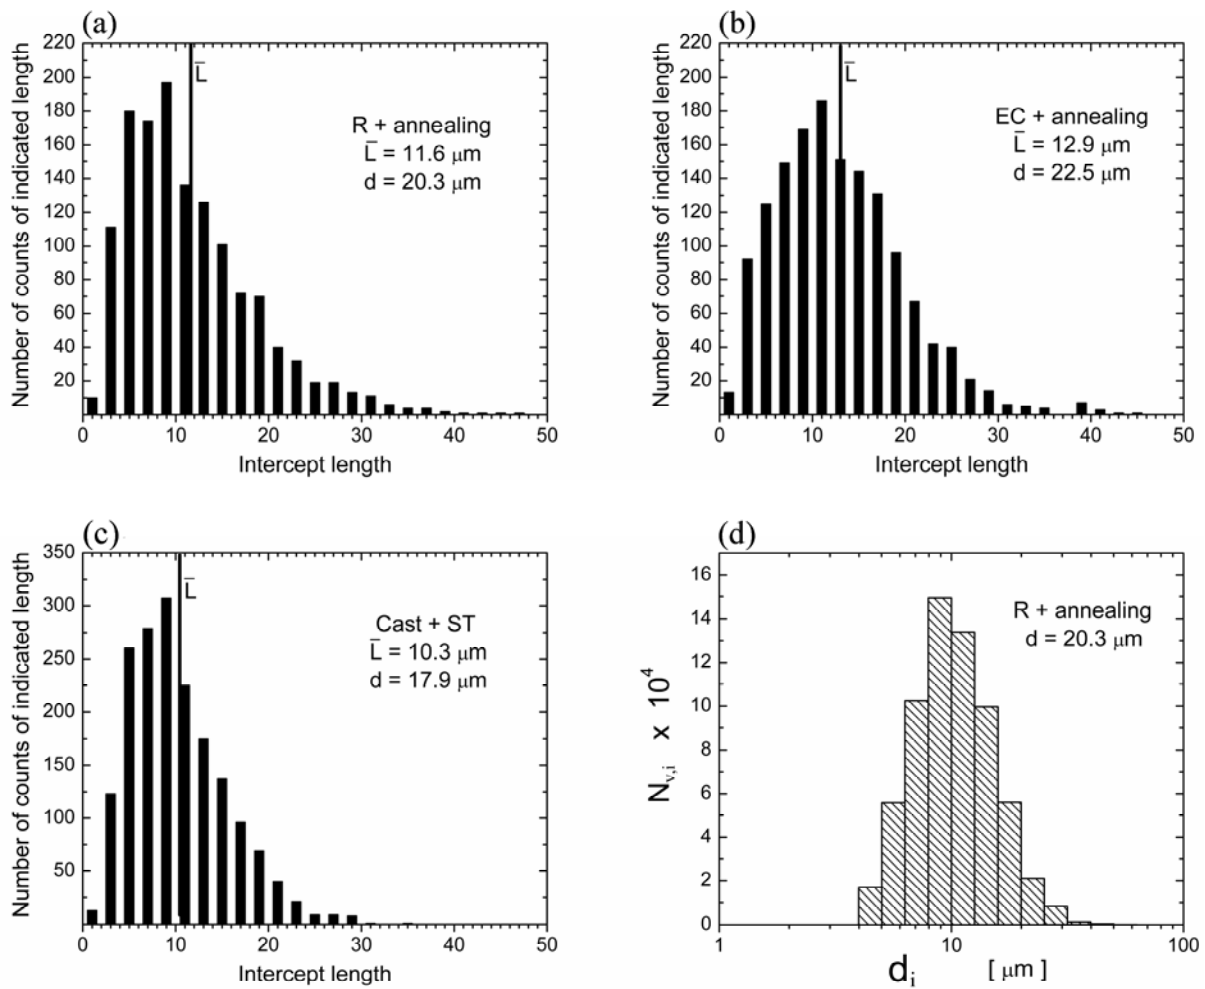 (a)
220
200
180
160
140
120
100
80
60
40
20
0 10 20 30 40 50
Number of counts of indicated length
Intercept length
L̄
R + annealing
L̄ = 11.6 μm
d = 20.3 μm
(b)
220
200
180
160
140
120
100
80
60
40
20
0 10 20 30 40 50
Number of counts of indicated length
Intercept length
L̄
EC + annealing
L̄ = 12.9 μm
d = 22.5 μm
(c)
350
300
250
200
150
100
50
0 10 20 30 40 50
Number of counts of indicated length
Intercept length
L̄
Cast + ST
L̄ = 10.3 μm
d = 17.9 μm
(d)
16
14
12
10
8
6
4
2
0
1 10 100
N_{v,i} x 10⁴
d_i [ μm ]
R + annealing
d = 20.3 μm